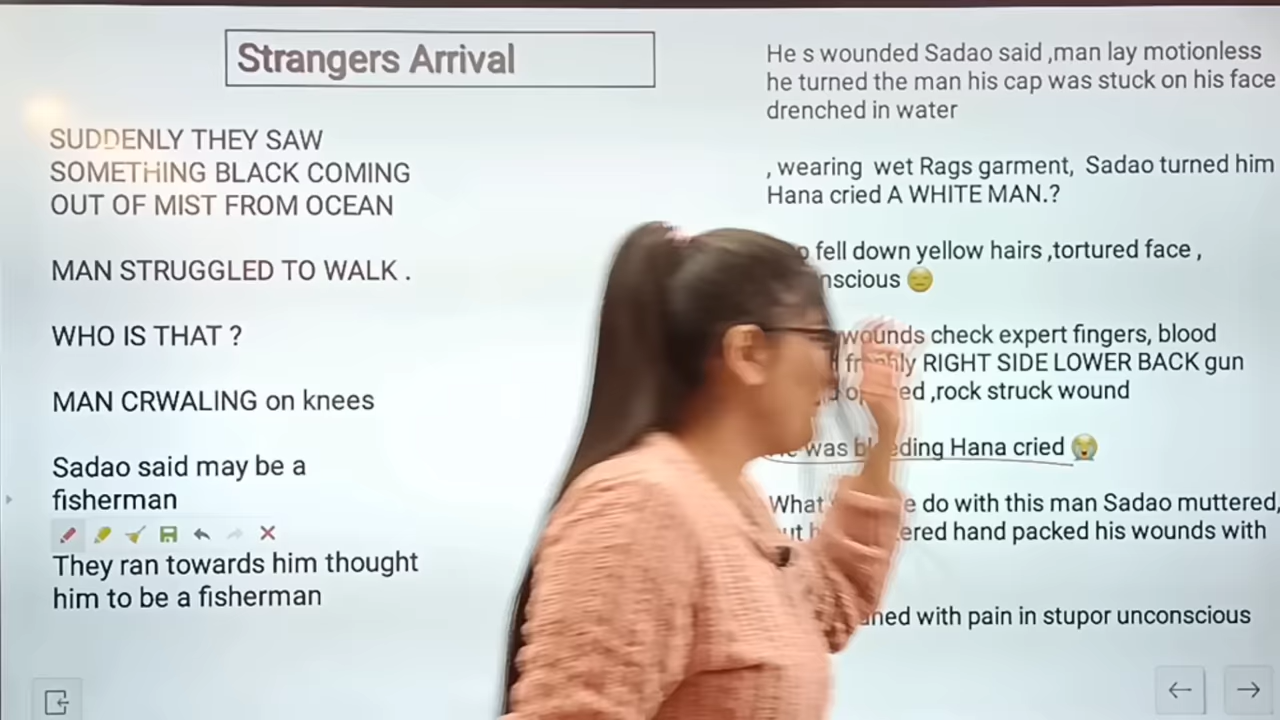 Strangers Arrival
SUDDENLY THEY SAW
SOMETHING BLACK COMING
OUT OF MIST FROM OCEAN
MAN STRUGGLED TO WALK .
WHO IS THAT ?
MAN CRWALING on knees
Sadao said may be a
fisherman
They ran towards him thought
him to be a fisherman
He s wounded Sadao said ,man lay motionless
he turned the man his cap was stuck on his face
drenched in water
, wearing wet Rags garment, Sadao turned him
Hana cried A WHITE MAN.?
fell down yellow hairs ,tortured face ,
wounds check expert fingers, blood
RIGHT SIDE LOWER BACK gun
,rock struck wound
was Hana cried
What do with this man Sadao muttered,
hand packed his wounds with
with pain in stupor unconscious